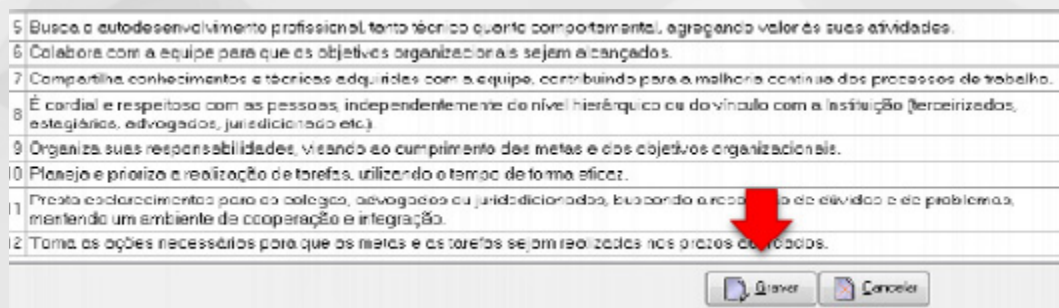 5 Busca o autodesenvolvimento profissional, tanto técnico quanto comportamental, agregando valor às suas atividades.
6 Colabora com a equipe para que os objetivos organizacionais sejam alcançados.
7 Compartilha conhecimentos e técnicas adquiridas com a equipe, contribuindo para a melhoria contínua dos processos de trabalho.
8 É cordial e respeitoso com as pessoas, independentemente do nível hierárquico ou do vínculo com a Instituição (terceirizados,
estagiários, advogados, jurisdicionado etc.)
9 Organiza suas responsabilidades, visando ao cumprimento das metas e dos objetivos organizacionais.
10 Planeja e prioriza a realização de tarefas, utilizando o tempo de forma eficaz.
11 Presta esclarecimentos para os colegas, advogados ou jurisdicionados, buscando a de dúvidas e de problemas,
mantendo um ambiente de cooperação e integração.
12 Toma as ações necessárias para que as metas e as tarefas sejam realizadas nos prazos
Gravar Cancelar